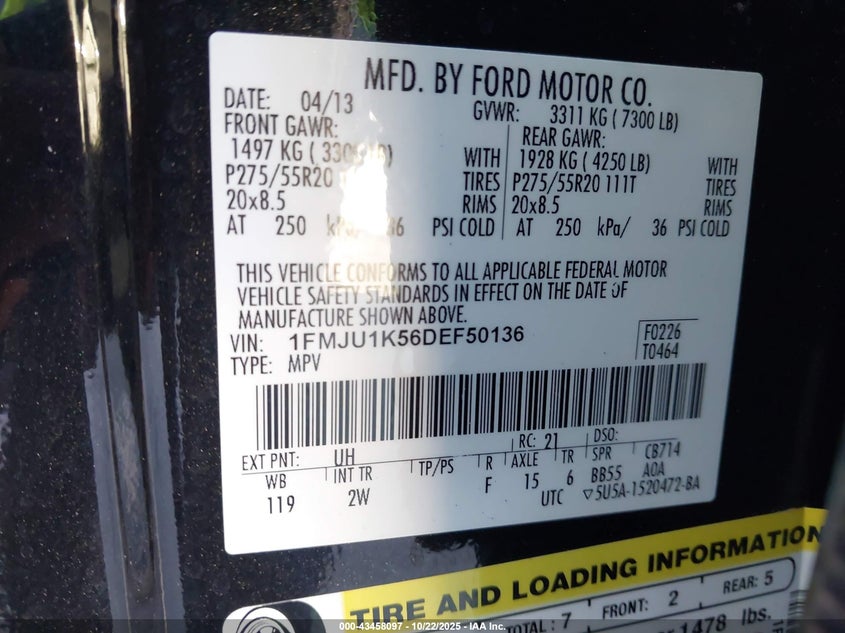 MFD. BY FORD MOTOR CO.
DATE: 04/13 GVWR: 3311 KG ( 7300 LB)
FRONT GAWR: REAR GAWR:
1497 KG ( WITH 1928 KG ( 4250 LB) WITH
P275/55R20 TIRES P275/55R20 111T TIRES
20x8.5 RIMS 20x8.5 RIMS
AT 250 kPa/ 36 PSI COLD AT 250 kPa/ 36 PSI COLD
THIS VEHICLE CONFORMS TO ALL APPLICABLE FEDERAL MOTOR
VEHICLE SAFETY STANDARDS IN EFFECT ON THE DATE OF
MANUFACTURE SHOWN ABOVE.
VIN: 1FMJU1K56DEF50136 F0226
TYPE: MPV T0464
RC: 21 DSO:
EXT PNT: UH AXLE TR SPR CB714
WB INT TR TP/PS R 15 6 BB55 A0A
119 2W F UTC ▽5U5A-1520472-BA
TIRE AND LOADING INFORMATION
TOTAL : 7 FRONT: 2 REAR: 5
1478 lbs.
000-43458097 - 10/22/2025 - IAA Inc.